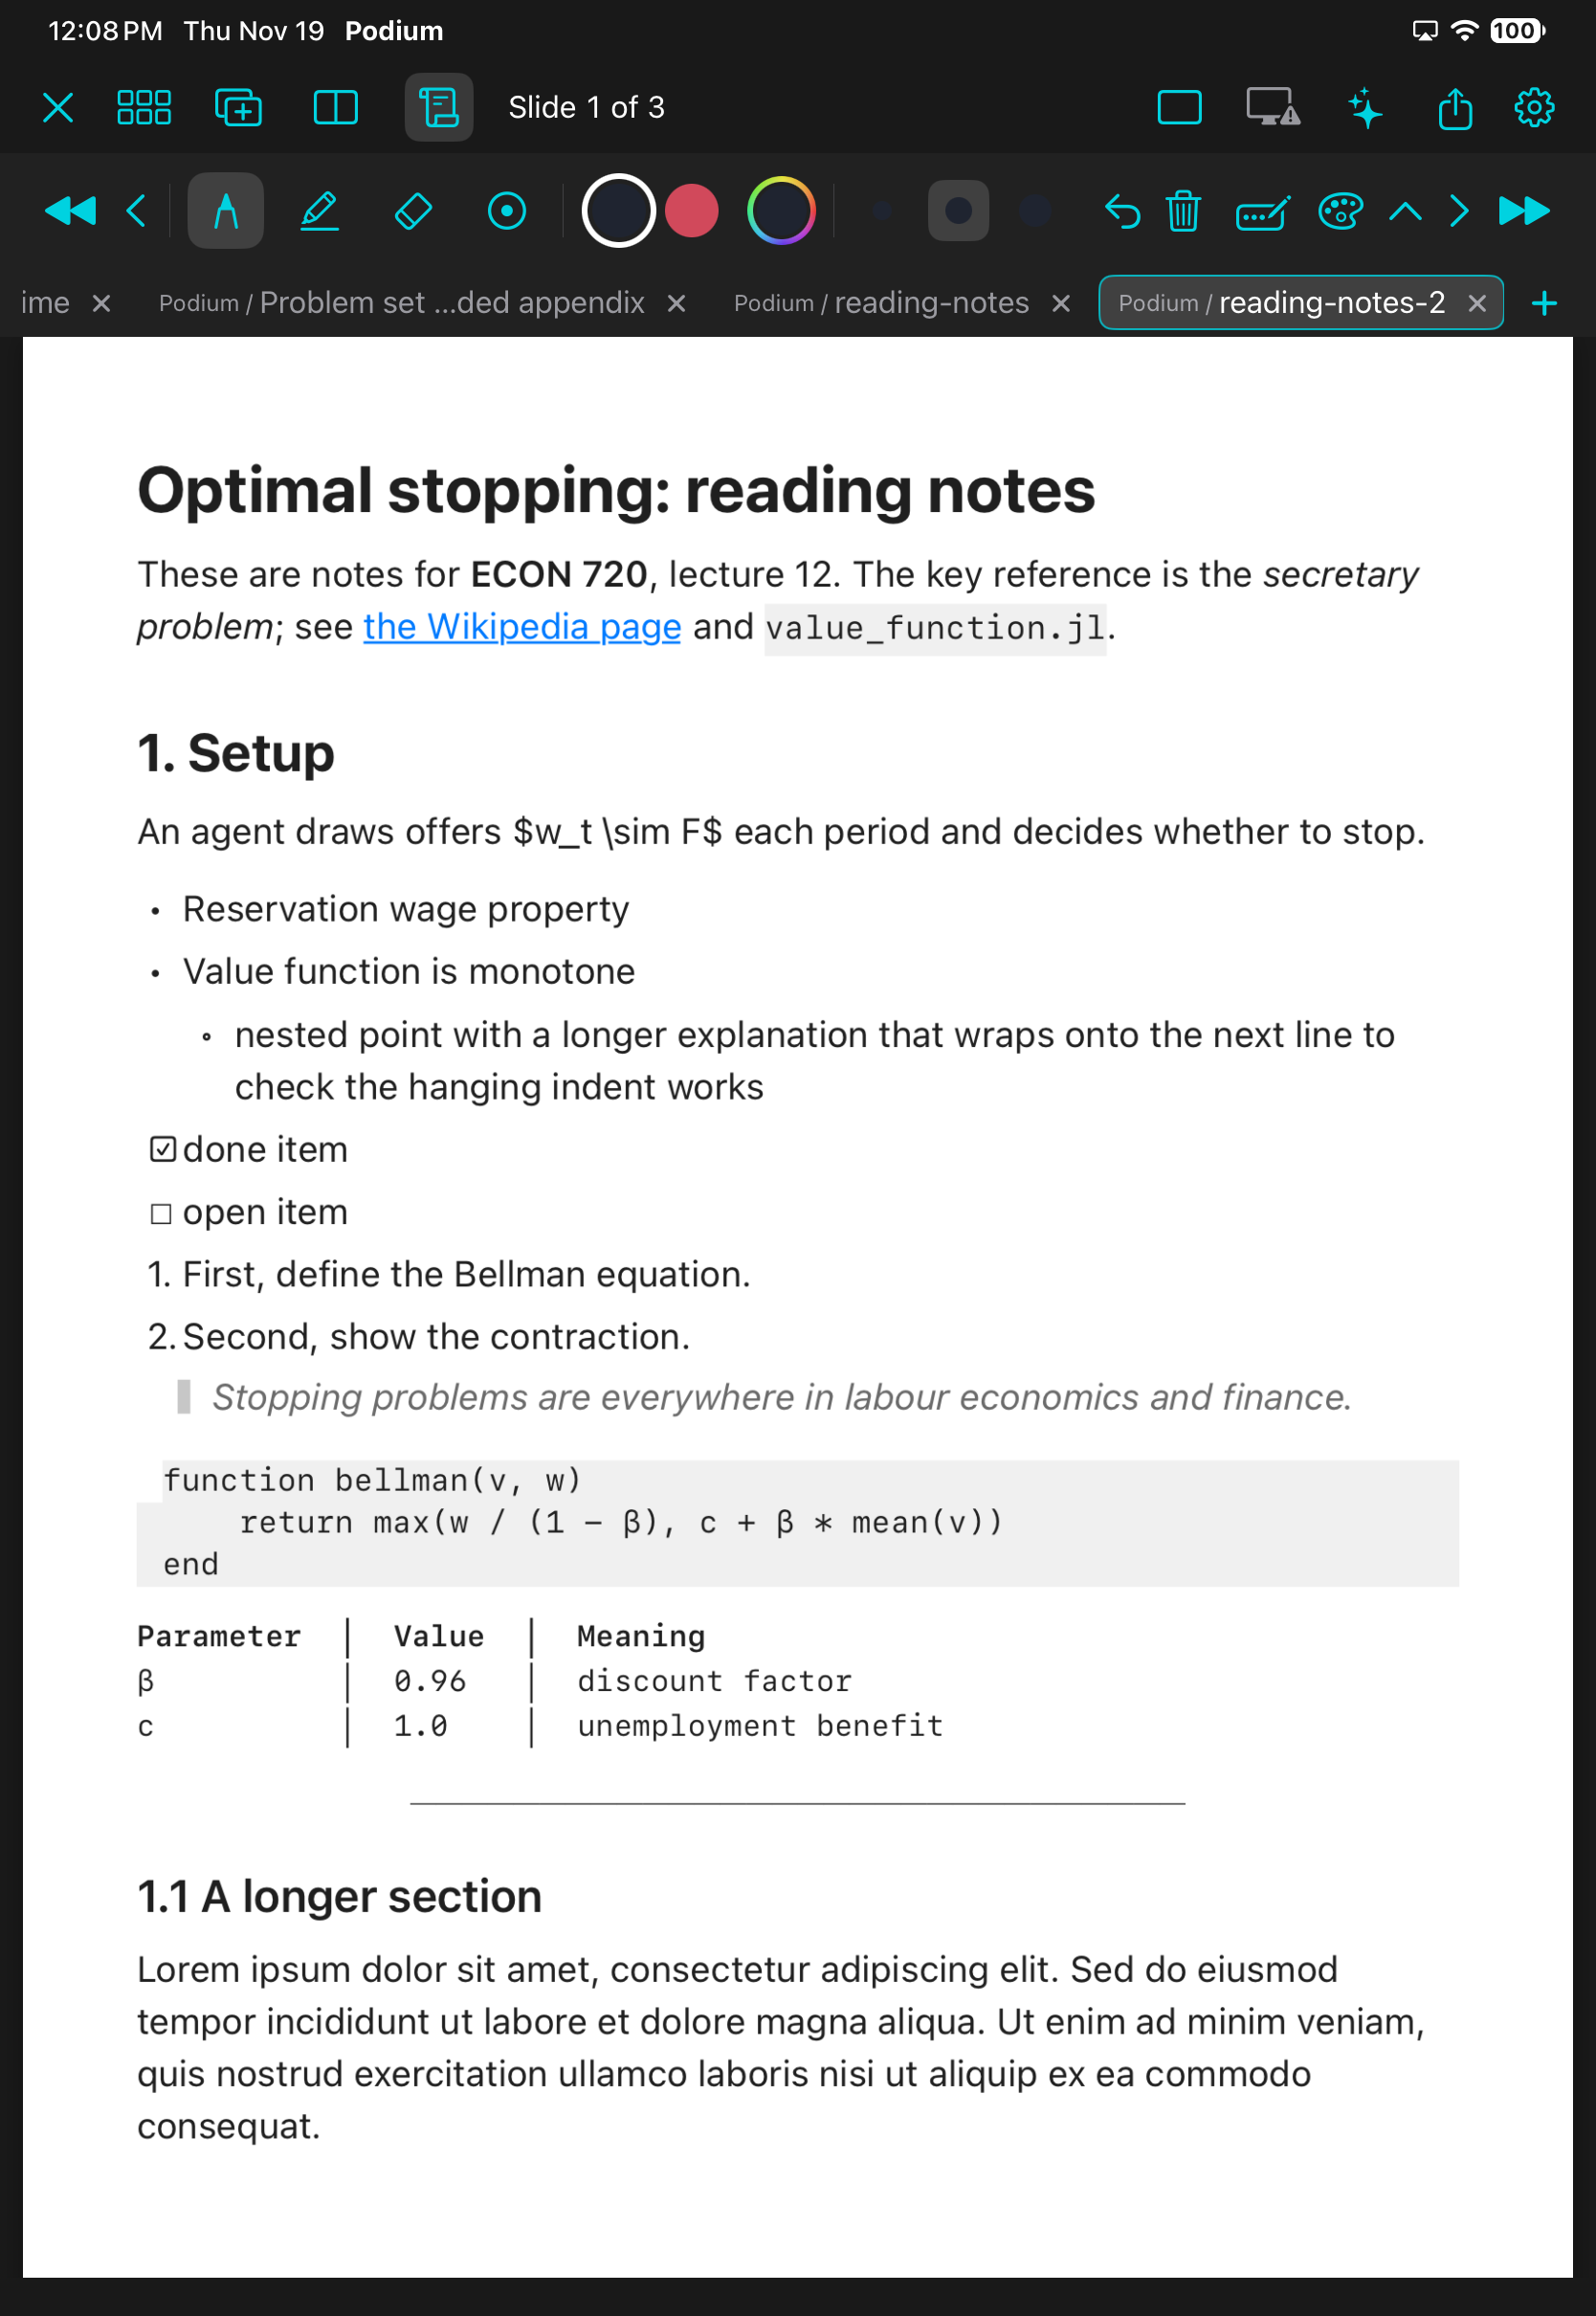 12:08 PM Thu Nov 19 Podium
100
Slide 1 of 3
ime
Podium / Problem set ...ded appendix
Podium / reading-notes
Podium / reading-notes-2
Optimal stopping: reading notes
These are notes for ECON 720, lecture 12. The key reference is the secretary
problem; see the Wikipedia page and value_function.jl.
1. Setup
An agent draws offers $w_t \sim F$ each period and decides whether to stop.
• Reservation wage property
• Value function is monotone
◦ nested point with a longer explanation that wraps onto the next line to
check the hanging indent works
☑ done item
☐ open item
1. First, define the Bellman equation.
2. Second, show the contraction.
Stopping problems are everywhere in labour economics and finance.
function bellman(v, w)
    return max(w / (1 − β), c + β * mean(v))
end
Parameter │ Value │ Meaning
β │ 0.96 │ discount factor
c │ 1.0 │ unemployment benefit
1.1 A longer section
Lorem ipsum dolor sit amet, consectetur adipiscing elit. Sed do eiusmod
tempor incididunt ut labore et dolore magna aliqua. Ut enim ad minim veniam,
quis nostrud exercitation ullamco laboris nisi ut aliquip ex ea commodo
consequat.